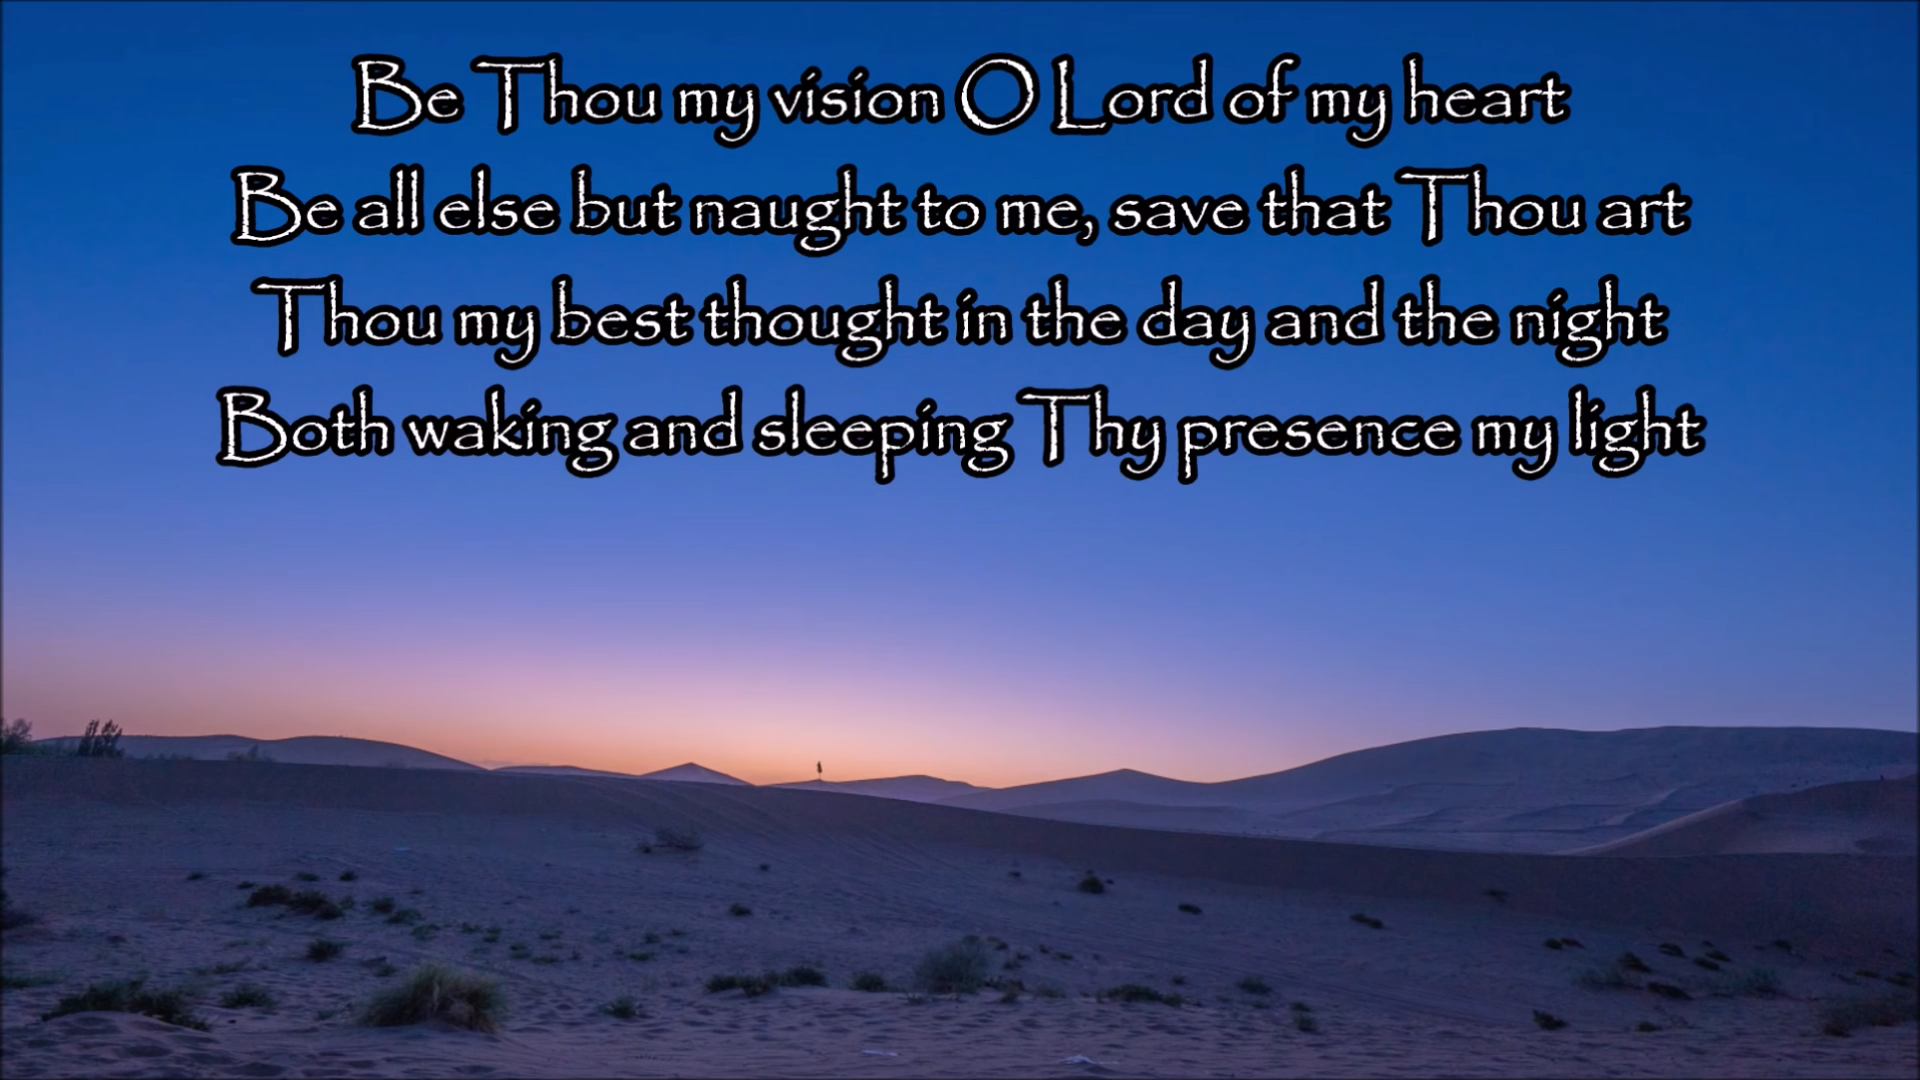 Be Thou my vision O Lord of my heart
Be all else but naught to me, save that Thou art
Thou my best thought in the day and the night
Both waking and sleeping Thy presence my light